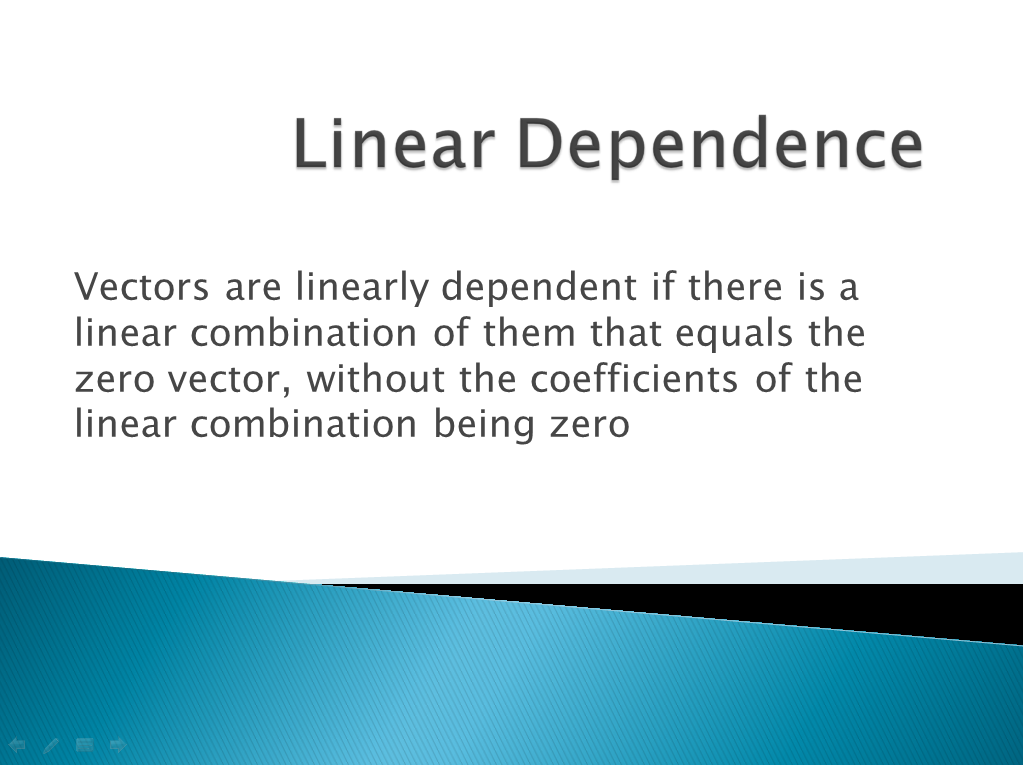 Linear Dependence
Vectors are linearly dependent if there is a
linear combination of them that equals the
zero vector, without the coefficients of the
linear combination being zero